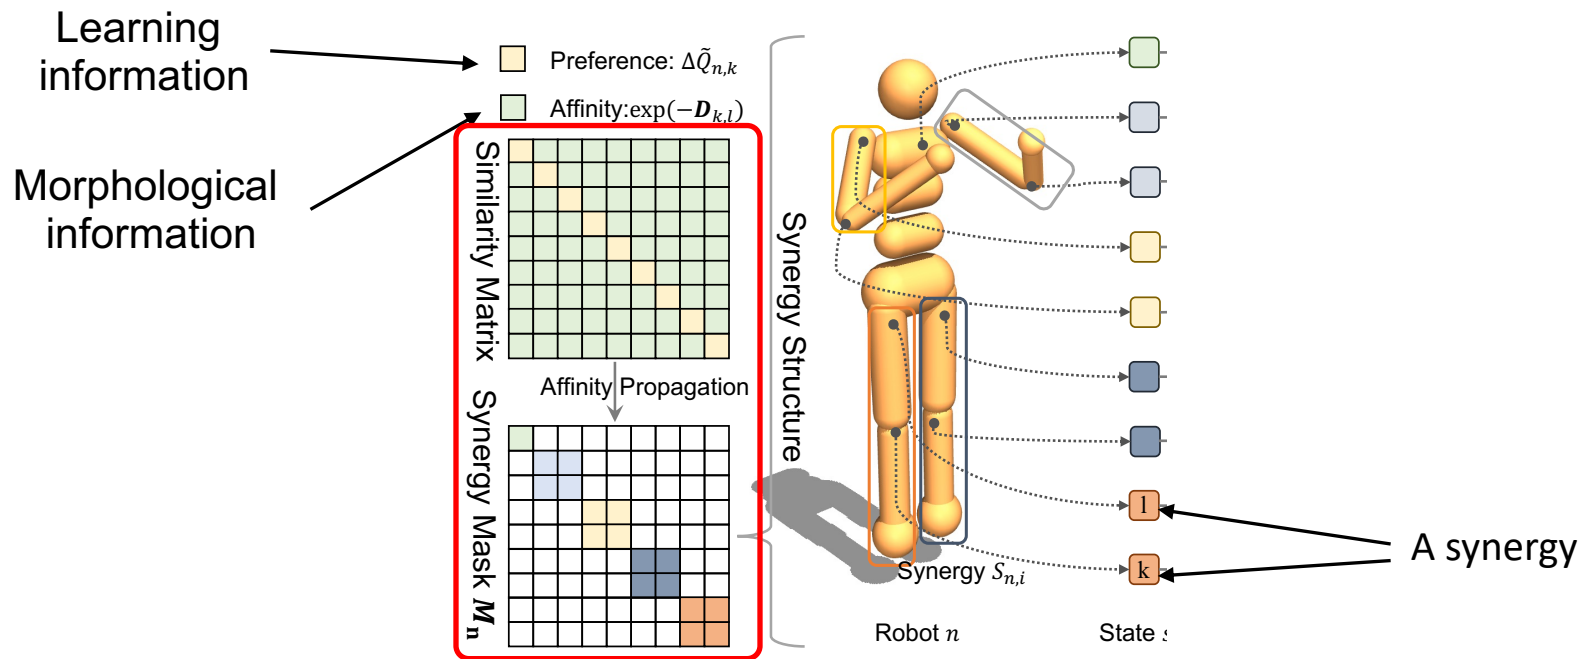 Learning
information
Preference: ΔQ̃ₙ,ₖ
Affinity:exp(−𝑫ₖ,ₗ)
Morphological
information
Similarity Matrix
Affinity Propagation
Synergy Mask Mₙ
Synergy Structure
l
k
A synergy
Synergy Sₙ,ᵢ
Robot n
State